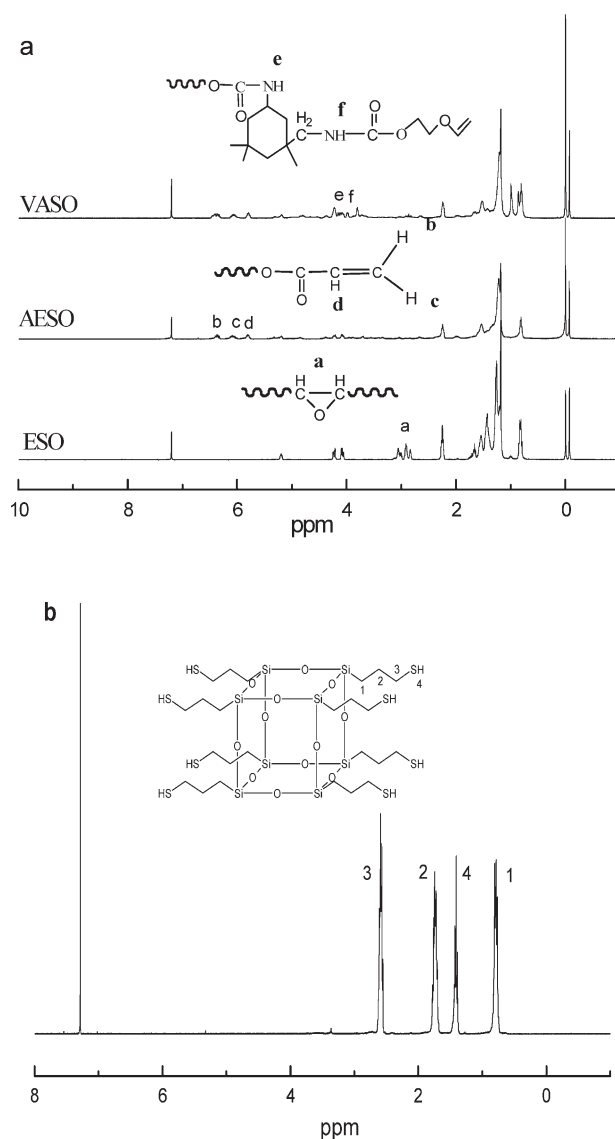 a
e
O C NH
O
H2 f
C NH C O O
O
VASO
e f
b
H
O C C C
O H H
d c
AESO
b c d
a
H H
C C
O
a
ESO
10 8 6 4 2 0
ppm
b
HS Si O Si 3 SH
O O 1 2 4
HS Si O Si SH
O O
O O
HS Si O Si SH
O O
HS Si O Si SH
3 2 4 1
8 6 4 2 0
ppm